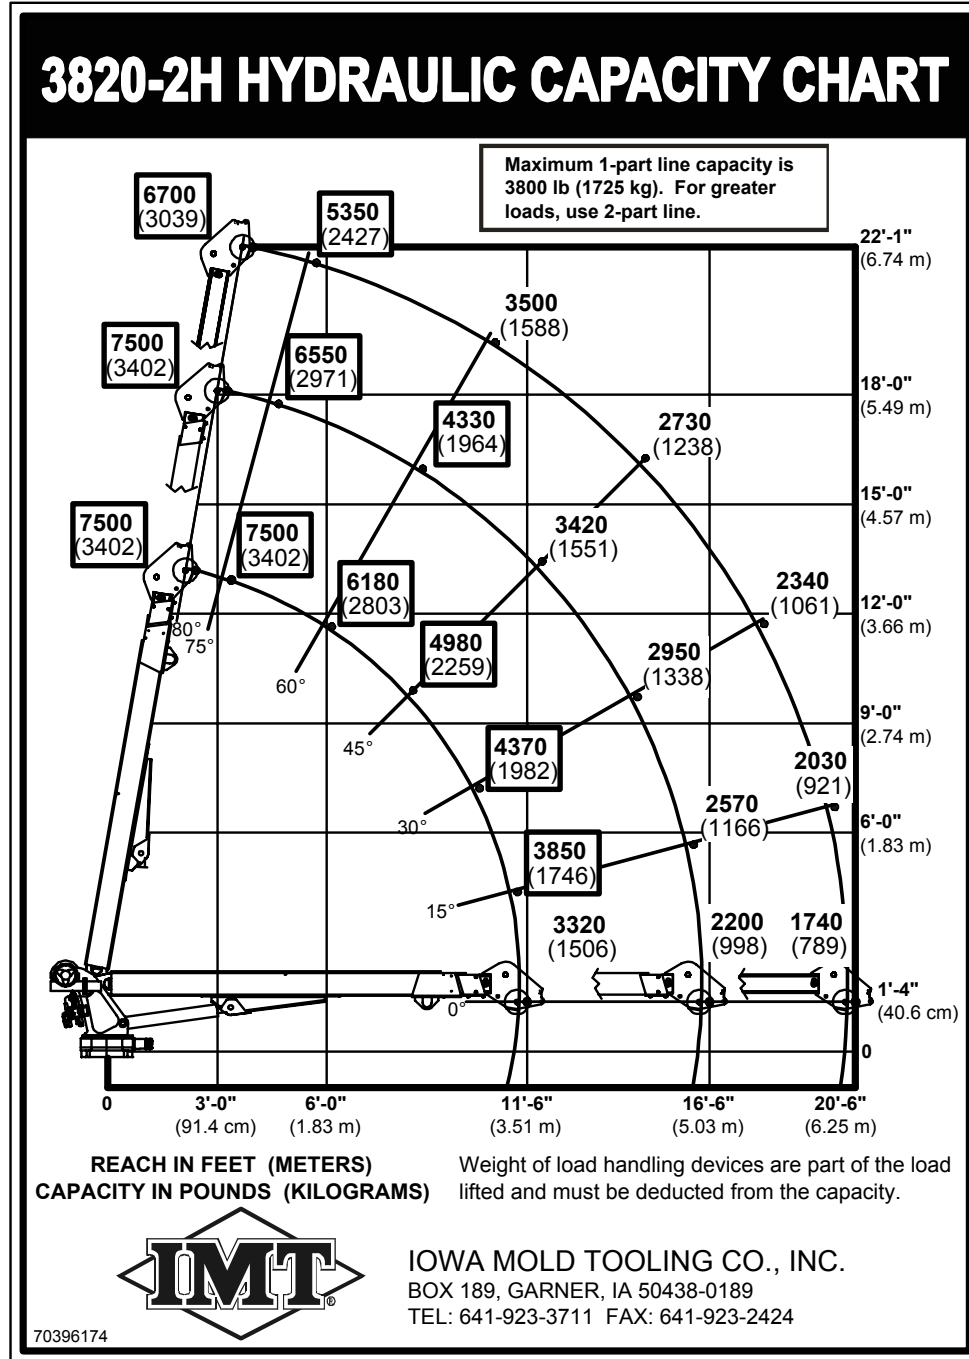 3820-2H HYDRAULIC CAPACITY CHART
Maximum 1-part line capacity is
3800 lb (1725 kg).  For greater
loads, use 2-part line.
6700
(3039)
5350
(2427)
22'-1"
(6.74 m)
3500
(1588)
7500
(3402)
6550
(2971)
18'-0"
(5.49 m)
4330
(1964)
2730
(1238)
15'-0"
(4.57 m)
7500
(3402)
7500
(3402)
3420
(1551)
6180
(2803)
2340
(1061)
12'-0"
(3.66 m)
80°
75°
4980
(2259)
2950
(1338)
60°
9'-0"
(2.74 m)
45°
4370
(1982)
2030
(921)
2570
(1166)
30°
6'-0"
(1.83 m)
3850
(1746)
15°
3320
(1506)
2200
(998)
1740
(789)
0°
1'-4"
(40.6 cm)
0
0
3'-0"
(91.4 cm)
6'-0"
(1.83 m)
11'-6"
(3.51 m)
16'-6"
(5.03 m)
20'-6"
(6.25 m)
REACH IN FEET  (METERS)
CAPACITY IN POUNDS  (KILOGRAMS)
Weight of load handling devices are part of the load
lifted and must be deducted from the capacity.
IMT®
IOWA MOLD TOOLING CO., INC.
BOX 189, GARNER, IA 50438-0189
TEL: 641-923-3711  FAX: 641-923-2424
70396174